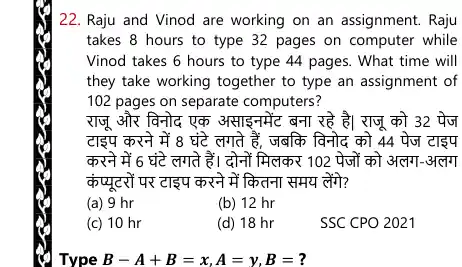 22. Raju and Vinod are working on an assignment. Raju
takes 8 hours to type 32 pages on computer while
Vinod takes 6 hours to type 44 pages. What time will
they take working together to type an assignment of
102 pages on separate computers?
राजू और विनोद एक असाइनमेंट बना रहे है| राजू को 32 पेज
टाइप करने में 8 घंटे लगते हैं, जबकि विनोद को 44 पेज टाइप
करने में 6 घंटे लगते हैं। दोनों मिलकर 102 पेजों को अलग-अलग
कंप्यूटरों पर टाइप करने में कितना समय लेंगे?
(a) 9 hr (b) 12 hr
(c) 10 hr (d) 18 hr SSC CPO 2021
Type B − A + B = x, A = y, B = ?